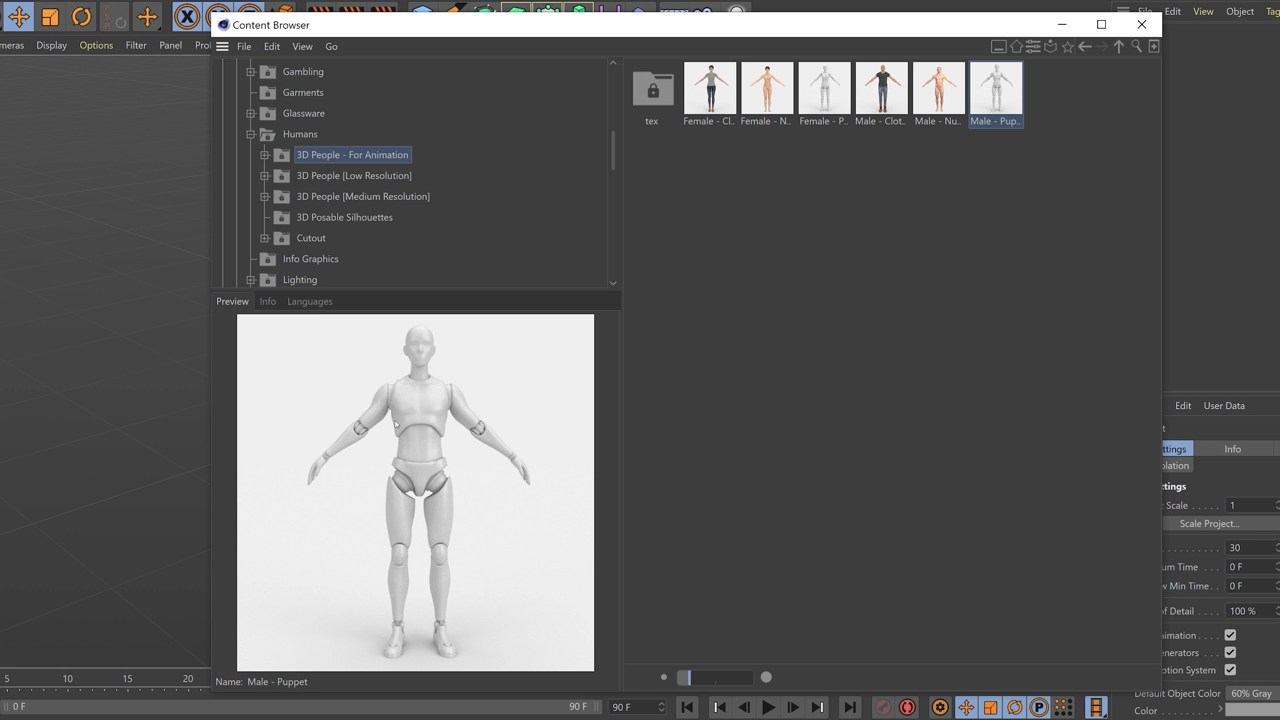 Content Browser
File Edit View Object Tag
meras Display Options Filter Panel Pro
File Edit View Go
Gambling
Garments
Glassware
Humans
3D People - For Animation
3D People [Low Resolution]
3D People [Medium Resolution]
3D Posable Silhouettes
Cutout
Info Graphics
Lighting
tex
Female - Cl..
Female - N..
Female - P..
Male - Clot..
Male - Nu..
Male - Pup..
Preview Info Languages
Name: Male - Puppet
Edit User Data
ttings Info
olation
ttings
t Scale 1
Scale Project...
30
um Time 0 F
w Min Time 0 F
of Detail 100 %
nimation
enerators
otion System
Default Object Color 60% Gray
Color
5 10 15 20
0 F 90 F 90 F